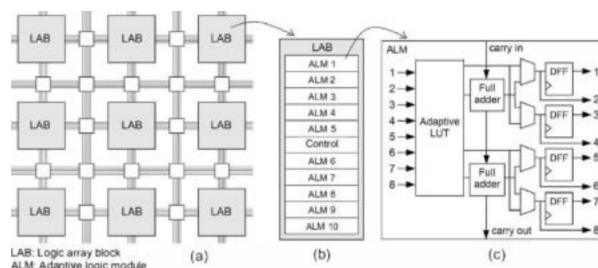 LAB
LAB
LAB
LAB
LAB
LAB
LAB
LAB
LAB
LAB: Logic array block
ALM: Adaptive logic module
(a)
LAB
ALM 1
ALM 2
ALM 3
ALM 4
ALM 5
Control
ALM 6
ALM 7
ALM 8
ALM 9
ALM 10
(b)
ALM
carry in
1
2
3
4
5
6
7
8
Adaptive
LUT
Full
adder
Full
adder
DFF
DFF
DFF
DFF
1
2
3
4
5
6
7
8
carry out
(c)